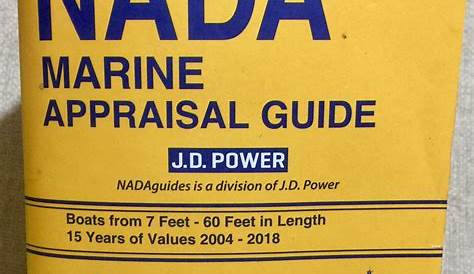 NADA
MARINE
APPRAISAL GUIDE
J.D. POWER
NADAguides is a division of J.D. Power
Boats from 7 Feet - 60 Feet in Length
15 Years of Values 2004 - 2018